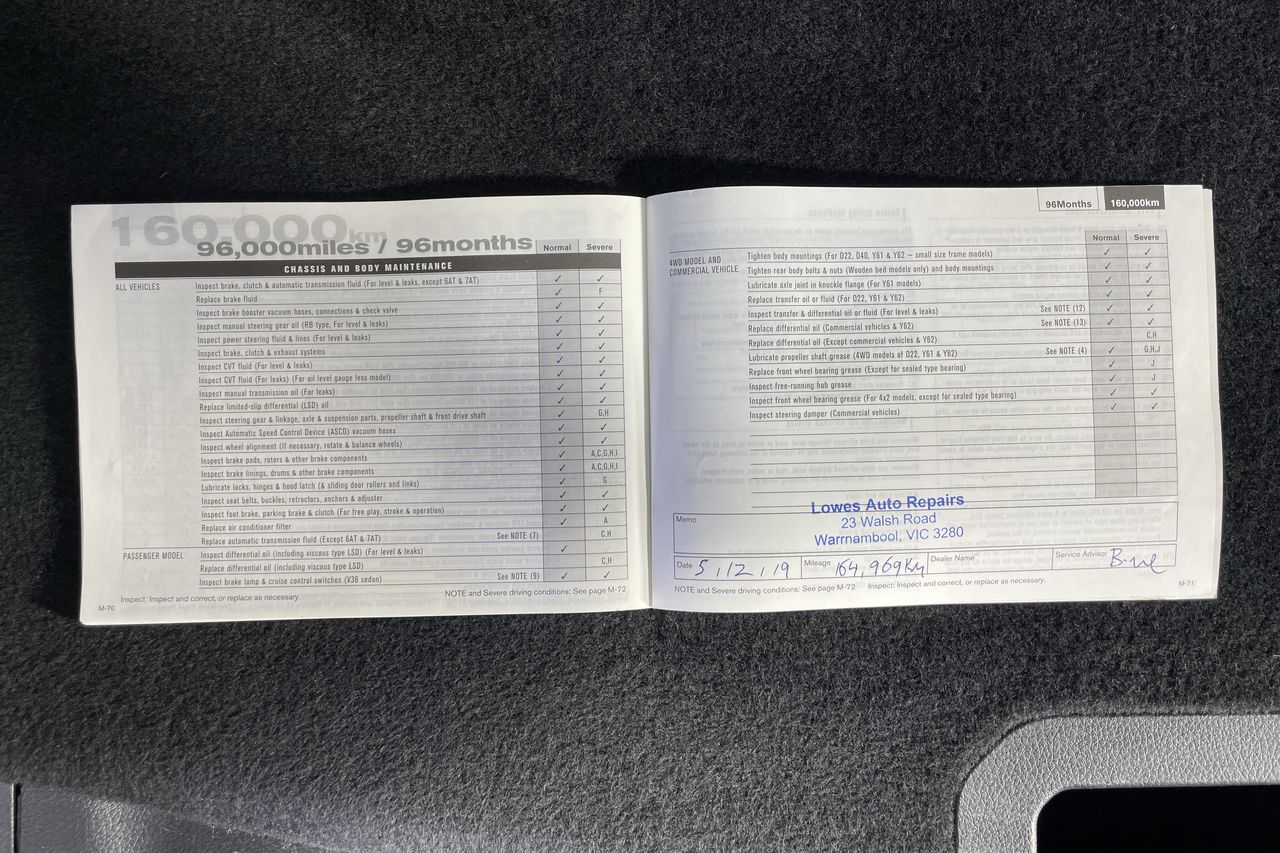 160,000km
96,000miles / 96months
Normal Severe
CHASSIS AND BODY MAINTENANCE
ALL VEHICLES
Inspect brake, clutch & automatic transmission fluid (For level & leaks, except 6AT & 7AT) ✓ ✓
Replace brake fluid ✓ F
Inspect brake booster vacuum hoses, connections & check valve ✓ ✓
Inspect manual steering gear oil (RB type, For level & leaks) ✓ ✓
Inspect power steering fluid & lines (For level & leaks) ✓ ✓
Inspect brake, clutch & exhaust systems ✓ ✓
Inspect CVT fluid (For level & leaks) ✓ ✓
Inspect CVT fluid (For leaks) (For oil level gauge less model) ✓ ✓
Inspect manual transmission oil (For leaks) ✓ ✓
Replace limited-slip differential (LSD) oil ✓ ✓
Inspect steering gear & linkage, axle & suspension parts, propeller shaft & front drive shaft ✓ G,H
Inspect Automatic Speed Control Device (ASCD) vacuum hoses ✓ ✓
Inspect wheel alignment (If necessary, rotate & balance wheels) ✓ ✓
Inspect brake pads, rotors & other brake components ✓ A,C,G,H,I
Inspect brake linings, drums & other brake components ✓ A,C,G,H,I
Lubricate locks, hinges & hood latch (& sliding door rollers and links) ✓ G
Inspect seat belts, buckles, retractors, anchors & adjuster ✓ ✓
Inspect foot brake, parking brake & clutch (For free play, stroke & operation) ✓ ✓
Replace air conditioner filter ✓ A
Replace automatic transmission fluid (Except 6AT & 7AT) See NOTE (7) C,H
PASSENGER MODEL
Inspect differential oil (including viscous type LSD) (For level & leaks) ✓
Replace differential oil (including viscous type LSD) C,H
Inspect brake lamp & cruise control switches (V36 sedan) See NOTE (9) ✓ ✓
Inspect: Inspect and correct, or replace as necessary. NOTE and Severe driving conditions: See page M-72
M-70
96Months 160,000km
Normal Severe
4WD MODEL AND
COMMERCIAL VEHICLE
Tighten body mountings (For D22, D40, Y61 & Y62 – small size frame models) ✓ ✓
Tighten rear body bolts & nuts (Wooden bed models only) and body mountings ✓ ✓
Lubricate axle joint in knuckle flange (For Y61 models) ✓ ✓
Replace transfer oil or fluid (For D22, Y61 & Y62) ✓ ✓
Inspect transfer & differential oil or fluid (For level & leaks) See NOTE (12) ✓ ✓
Replace differential oil (Commercial vehicles & Y62) See NOTE (13) ✓ ✓
Replace differential oil (Except commercial vehicles & Y62) C,H
Lubricate propeller shaft grease (4WD models of D22, Y61 & Y62) See NOTE (4) ✓ G,H,J
Replace front wheel bearing grease (Except for sealed type bearing) ✓ J
Inspect free-running hub grease ✓ J
Inspect front wheel bearing grease (For 4x2 models, except for sealed type bearing) ✓ ✓
Inspect steering damper (Commercial vehicles) ✓ ✓
Memo
Lowes Auto Repairs
23 Walsh Road
Warrnambool, VIC 3280
Date 5/12/19 Mileage 164,969Km Dealer Name Service Advisor
NOTE and Severe driving conditions: See page M-72 Inspect: Inspect and correct, or replace as necessary.
M-71